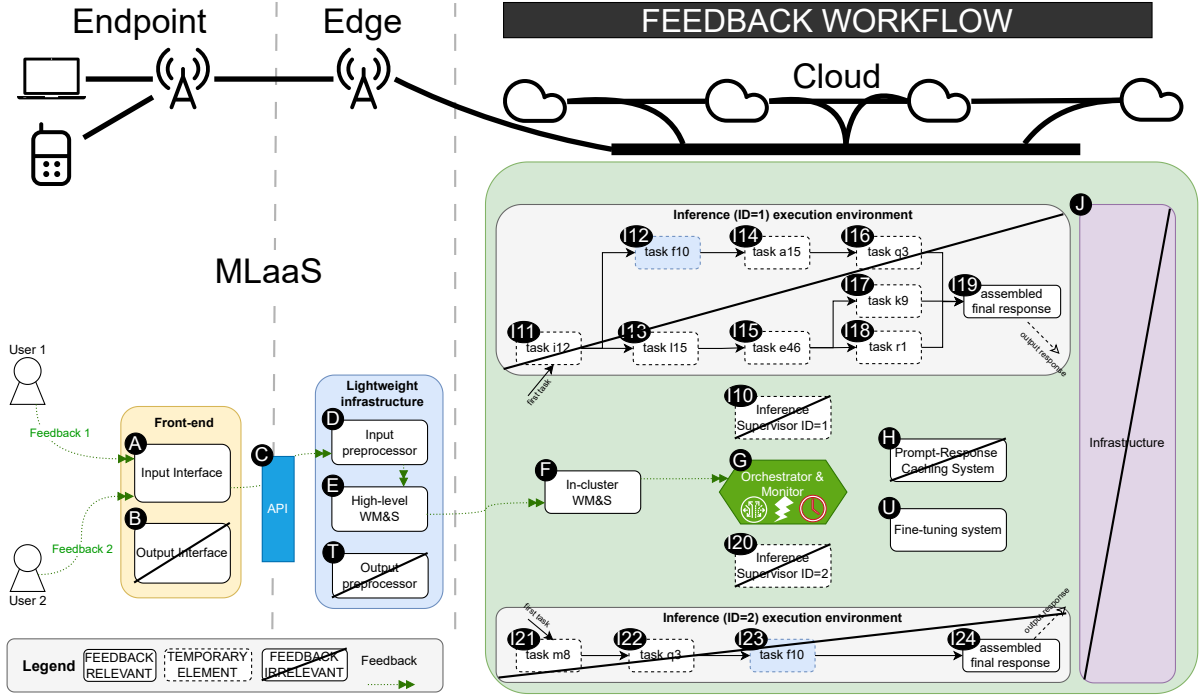 Endpoint
Edge
FEEDBACK WORKFLOW
Cloud
MLaaS
J
Inference (ID=1) execution environment
I12
task f10
I14
task a15
I16
task q3
I17
task k9
I19
assembled
final response
I11
task i12
I13
task l15
I15
task e46
I18
task r1
first task
output response
User 1
Feedback 1
Front-end
A
Input Interface
B
Output Interface
Feedback 2
User 2
C
API
Lightweight
infrastructure
D
Input
preprocessor
E
High-level
WM&S
T
Output
preprocessor
F
In-cluster
WM&S
I10
Inference
Supervisor ID=1
G
Orchestrator &
Monitor
H
Prompt-Response
Caching System
U
Fine-tuning system
I20
Inference
Supervisor ID=2
Infrastructure
Inference (ID=2) execution environment
first task
I21
task m8
I22
task q3
I23
task f10
I24
assembled
final response
output response
Legend
FEEDBACK
RELEVANT
TEMPORARY
ELEMENT
FEEDBACK
IRRELEVANT
Feedback